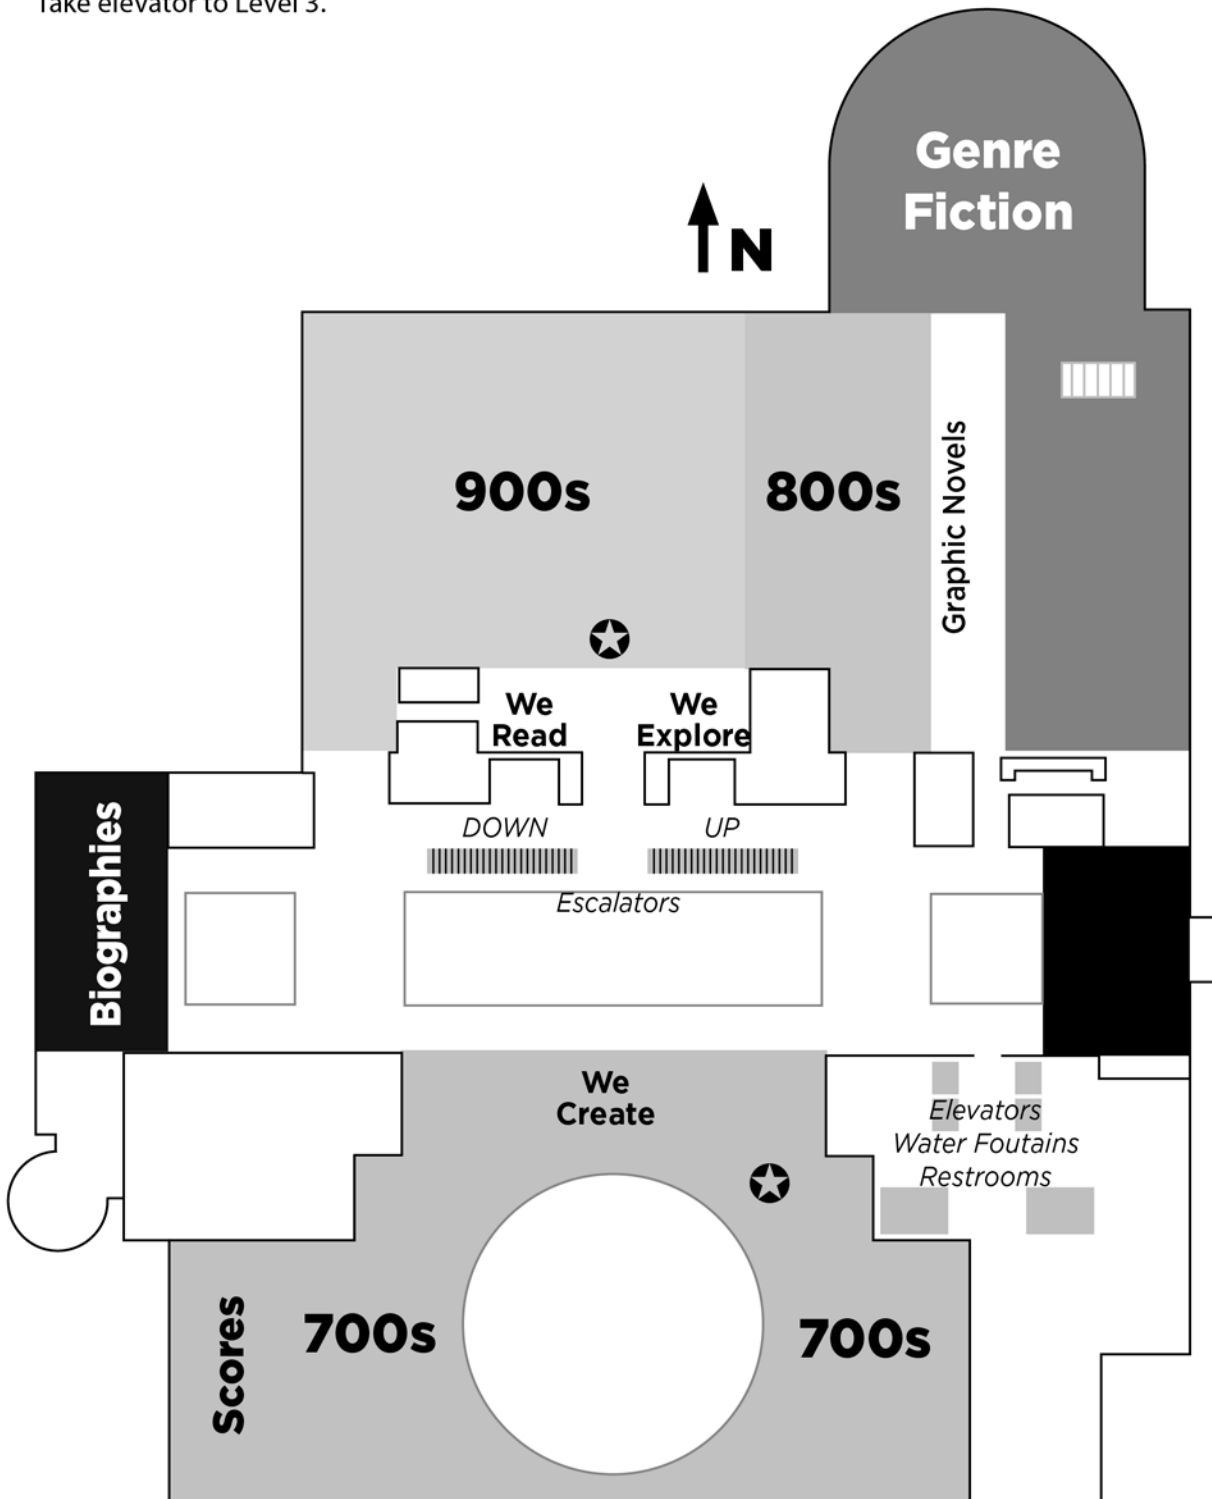 Take elevator to Level 3.
Genre
Fiction
N
900s
800s
Graphic Novels
We
Read
We
Explore
DOWN
UP
Escalators
Biographies
We
Create
Elevators
Water Foutains
Restrooms
Scores
700s
700s